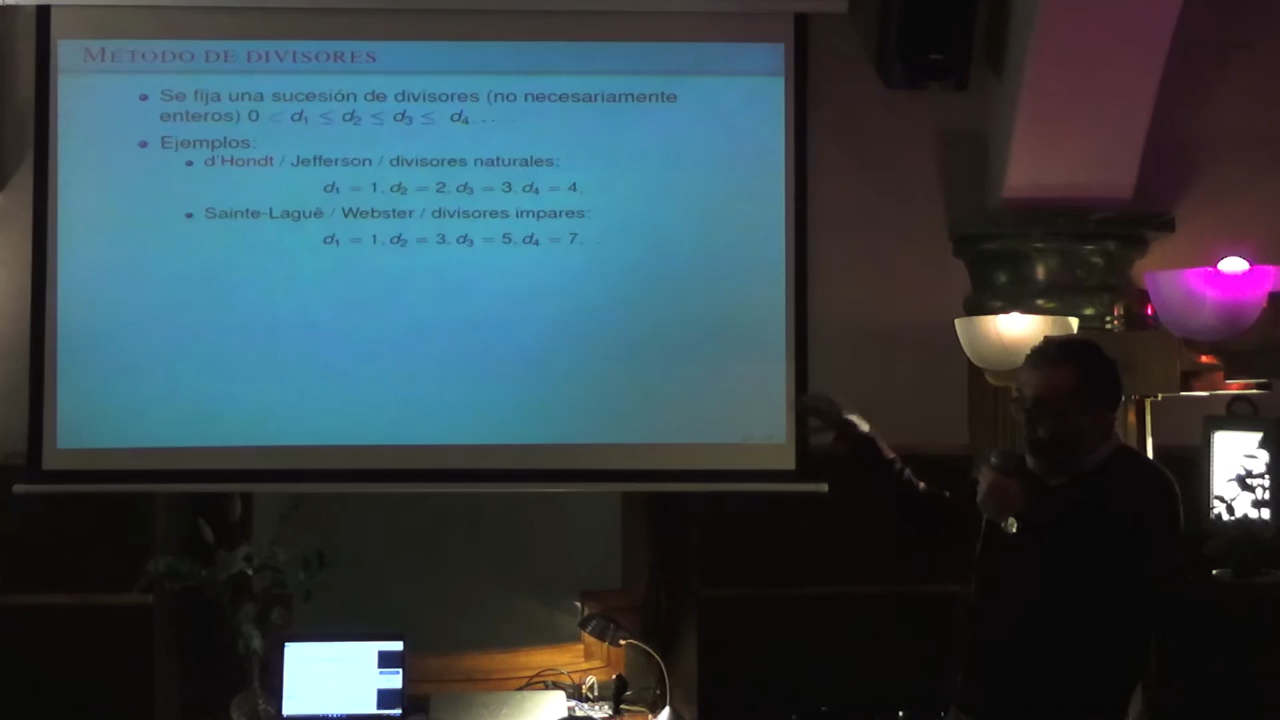 MÉTODO DE DIVISORES
Se fija una sucesión de divisores (no necesariamente
enteros) 0 < d₁ ≤ d₂ ≤ d₃ ≤ d₄ ...
Ejemplos:
d'Hondt / Jefferson / divisores naturales:
d₁ = 1, d₂ = 2, d₃ = 3, d₄ = 4,
Sainte-Laguë / Webster / divisores impares:
d₁ = 1, d₂ = 3, d₃ = 5, d₄ = 7, ...